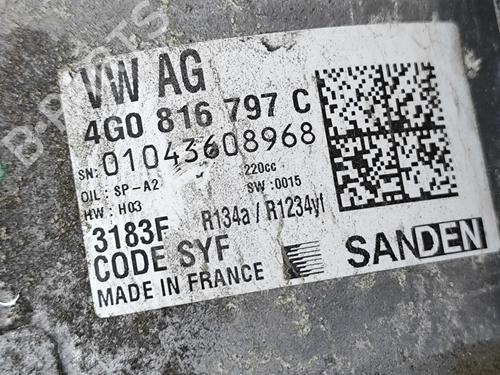 VW AG
4G0 816 797 C
SN: 01043608968
OIL : SP-A2 220cc
HW : H03 SW :0015
3183F R134a / R1234yf
CODE SYF
MADE IN FRANCE SANDEN